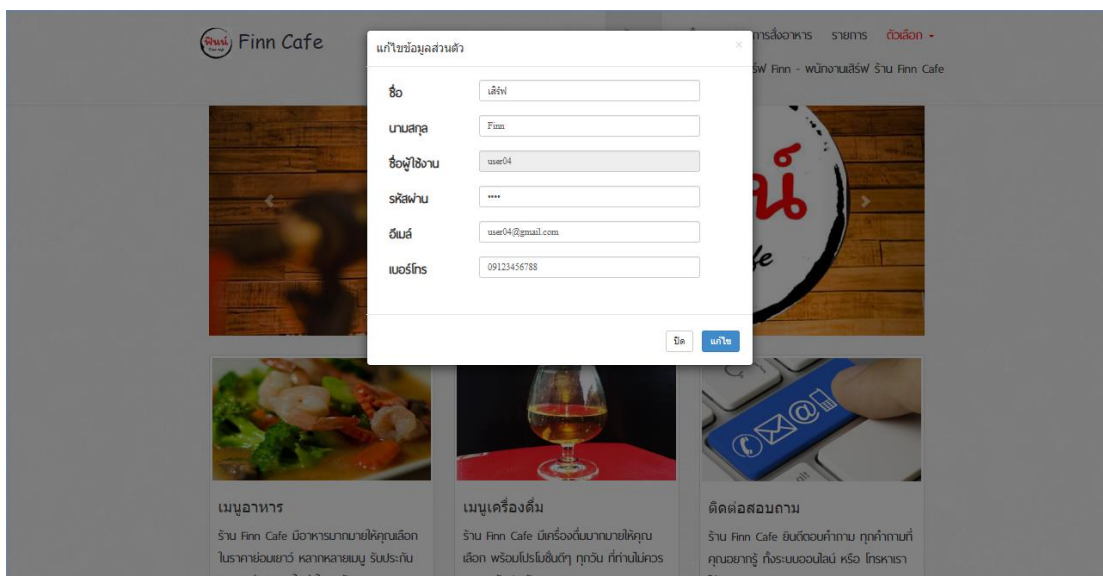 ฟินน์ Finn Cafe
การสั่งอาหาร รายการ ตัวเลือก
Finn - พนักงานเสิร์ฟ ร้าน Finn Cafe
แก้ไขข้อมูลส่วนตัว
×
ชื่อ เสิร์ฟ
นามสกุล Finn
ชื่อผู้ใช้งาน user04
รหัสผ่าน ••••
อีเมล์ user04@gmail.com
เบอร์โทร 09123456788
ปิด แก้ไข
เมนูอาหาร
ร้าน Finn Cafe มีอาหารมากมายให้คุณเลือก
ในราคาย่อมเยาว์ หลากหลายเมนู รับประกัน
เมนูเครื่องดื่ม
ร้าน Finn Cafe มีเครื่องดื่มมากมายให้คุณ
เลือก พร้อมโปรโมชั่นดีๆ ทุกวัน ที่ท่านไม่ควร
alt
ติดต่อสอบถาม
ร้าน Finn Cafe ยินดีตอบคำถาม ทุกคำถามที่
คุณอยากรู้ ทั้งระบบออนไลน์ หรือ โทรหาเรา